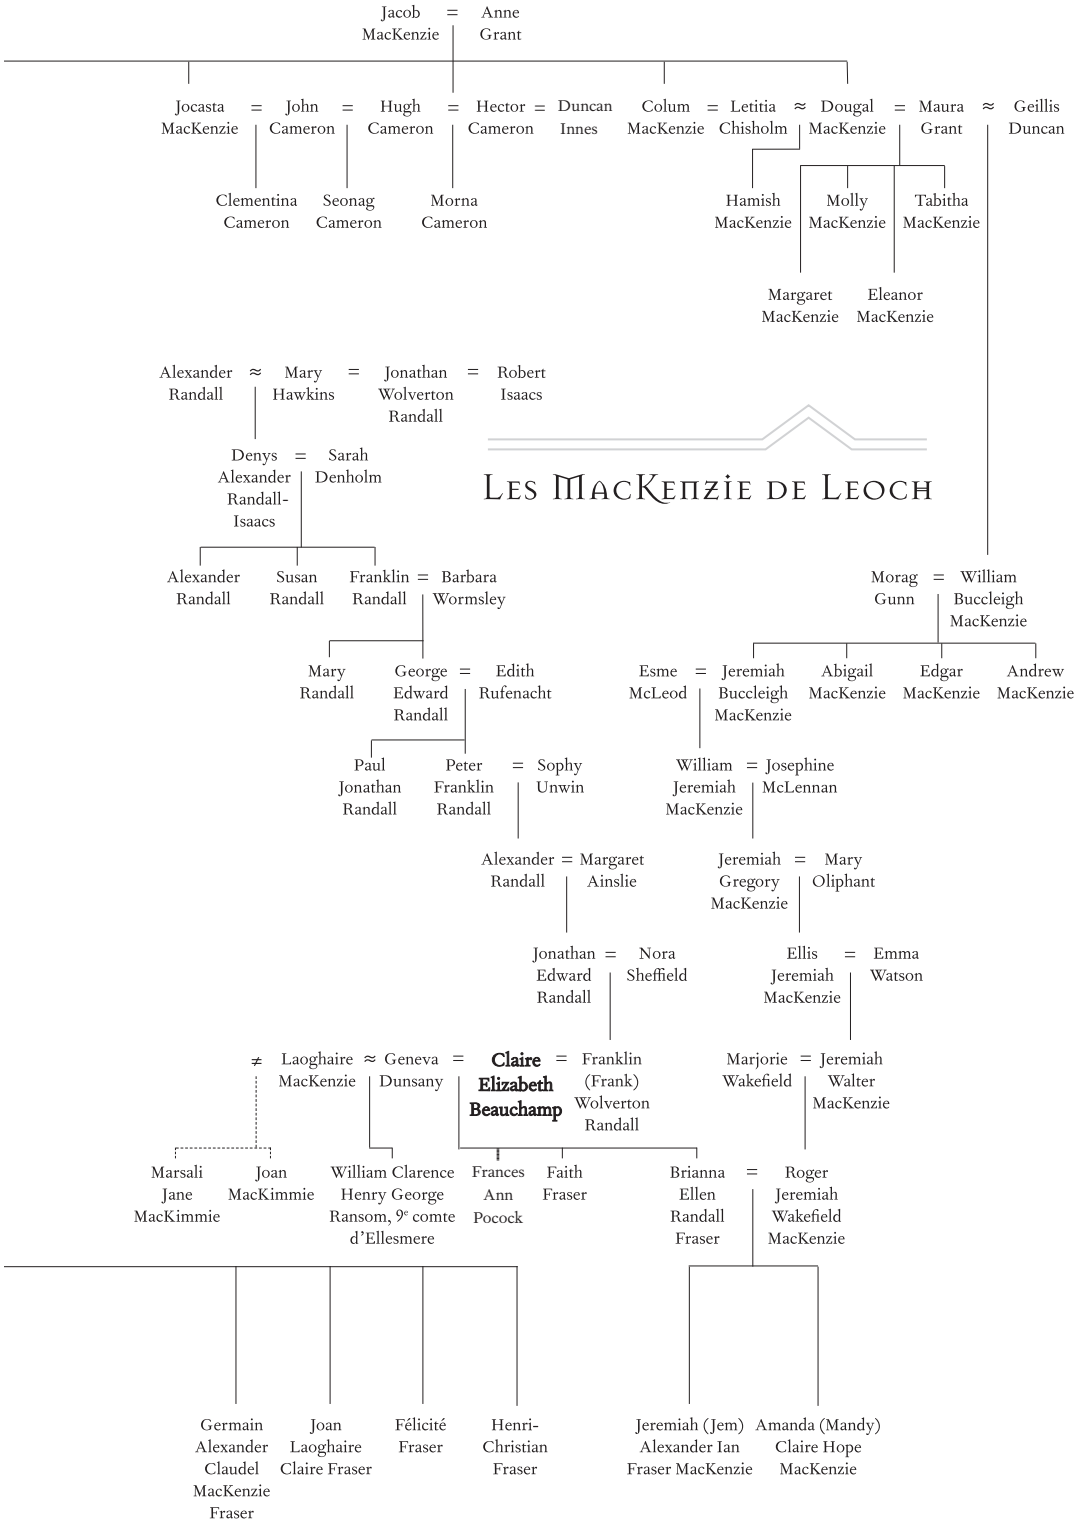 Jacob = Anne
MacKenzie Grant
Jocasta = John = Hugh = Hector = Duncan Colum = Letitia ≈ Dougal = Maura ≈ Geillis
MacKenzie Cameron Cameron Cameron Innes MacKenzie Chisholm MacKenzie Grant Duncan
Clementina Seonag Morna Hamish Molly Tabitha
Cameron Cameron Cameron MacKenzie MacKenzie MacKenzie
Margaret Eleanor
MacKenzie MacKenzie
Alexander ≈ Mary = Jonathan = Robert
Randall Hawkins Wolverton Isaacs
Randall
Denys = Sarah
Alexander Denholm
Randall-
Isaacs
LES MACKENZIE DE LEOCH
Alexander Susan Franklin = Barbara Morag = William
Randall Randall Randall Wormsley Gunn Buccleigh
MacKenzie
Mary George = Edith Esme = Jeremiah Abigail Edgar Andrew
Randall Edward Rufenacht McLeod Buccleigh MacKenzie MacKenzie MacKenzie
Randall MacKenzie
Paul Peter = Sophy William = Josephine
Jonathan Franklin Unwin Jeremiah McLennan
Randall Randall MacKenzie
Alexander = Margaret Jeremiah = Mary
Randall Ainslie Gregory Oliphant
MacKenzie
Jonathan = Nora Ellis = Emma
Edward Sheffield Jeremiah Watson
Randall MacKenzie
≠ Laoghaire ≈ Geneva = Claire = Franklin Marjorie = Jeremiah
MacKenzie Dunsany Elizabeth (Frank) Wakefield Walter
Beauchamp Wolverton MacKenzie
Randall
Marsali Joan William Clarence Frances Faith Brianna = Roger
Jane MacKimmie Henry George Ann Fraser Ellen Jeremiah
MacKimmie Ransom, 9e comte Pocock Randall Wakefield
d’Ellesmere Fraser MacKenzie
Germain Joan Félicité Henri- Jeremiah (Jem) Amanda (Mandy)
Alexander Laoghaire Fraser Christian Alexander Ian Claire Hope
Claudel Claire Fraser Fraser Fraser MacKenzie MacKenzie
MacKenzie
Fraser